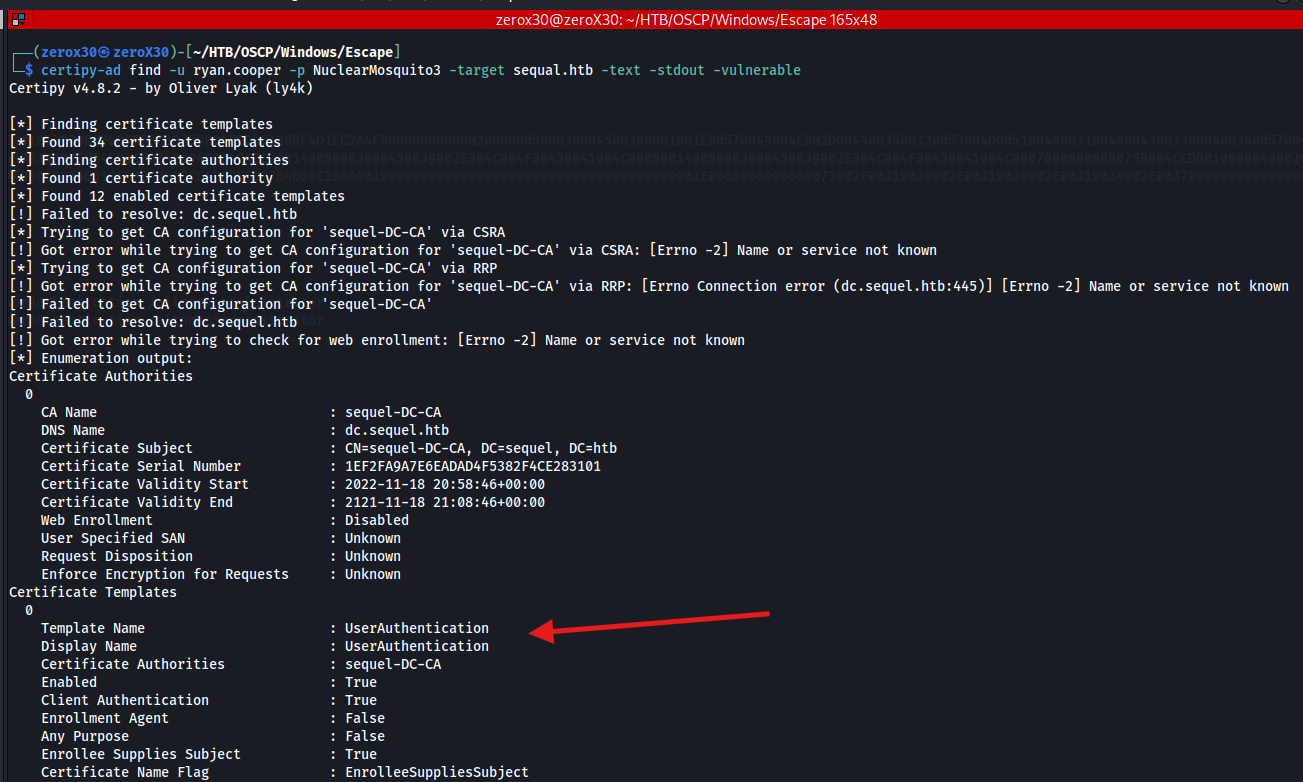 zerox30@zeroX30: ~/HTB/OSCP/Windows/Escape 165x48
┌──(zerox30㉿zeroX30)-[~/HTB/OSCP/Windows/Escape]
└─$ certipy-ad find -u ryan.cooper -p NuclearMosquito3 -target sequal.htb -text -stdout -vulnerable
Certipy v4.8.2 - by Oliver Lyak (ly4k)
[*] Finding certificate templates
[*] Found 34 certificate templates
[*] Finding certificate authorities
[*] Found 1 certificate authority
[*] Found 12 enabled certificate templates
[!] Failed to resolve: dc.sequel.htb
[*] Trying to get CA configuration for 'sequel-DC-CA' via CSRA
[!] Got error while trying to get CA configuration for 'sequel-DC-CA' via CSRA: [Errno -2] Name or service not known
[*] Trying to get CA configuration for 'sequel-DC-CA' via RRP
[!] Got error while trying to get CA configuration for 'sequel-DC-CA' via RRP: [Errno Connection error (dc.sequel.htb:445)] [Errno -2] Name or service not known
[!] Failed to get CA configuration for 'sequel-DC-CA'
[!] Failed to resolve: dc.sequel.htb
[!] Got error while trying to check for web enrollment: [Errno -2] Name or service not known
[*] Enumeration output:
Certificate Authorities
0
CA Name : sequel-DC-CA
DNS Name : dc.sequel.htb
Certificate Subject : CN=sequel-DC-CA, DC=sequel, DC=htb
Certificate Serial Number : 1EF2FA9A7E6EADAD4F5382F4CE283101
Certificate Validity Start : 2022-11-18 20:58:46+00:00
Certificate Validity End : 2121-11-18 21:08:46+00:00
Web Enrollment : Disabled
User Specified SAN : Unknown
Request Disposition : Unknown
Enforce Encryption for Requests : Unknown
Certificate Templates
0
Template Name : UserAuthentication
Display Name : UserAuthentication
Certificate Authorities : sequel-DC-CA
Enabled : True
Client Authentication : True
Enrollment Agent : False
Any Purpose : False
Enrollee Supplies Subject : True
Certificate Name Flag : EnrolleeSuppliesSubject